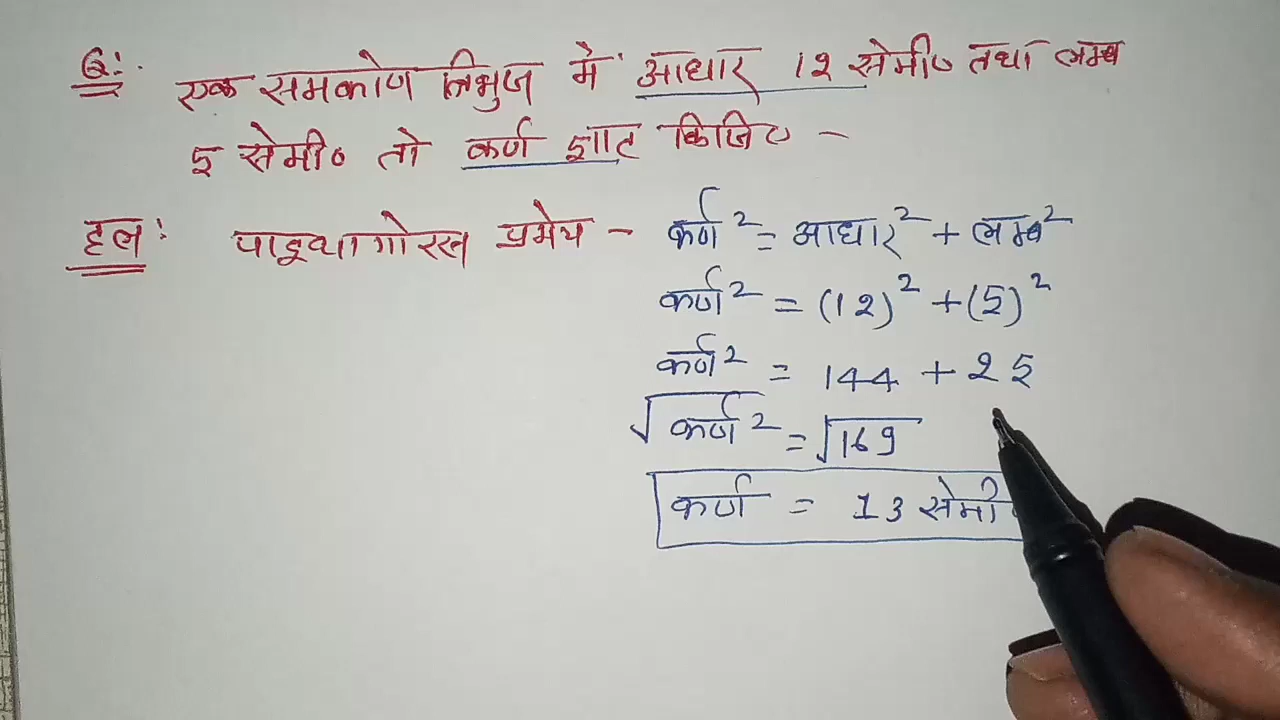 Q:. एक समकोण त्रिभुज में आधार 12 सेमी० तथा लम्ब
5 सेमी० तो कर्ण ज्ञात किजिए -
हल: पाइथागोरस प्रमेय - कर्ण² = आधार² + लम्ब²
कर्ण² = (12)² + (5)²
कर्ण² = 144 + 25
√कर्ण² = √169
कर्ण = 13 सेमी